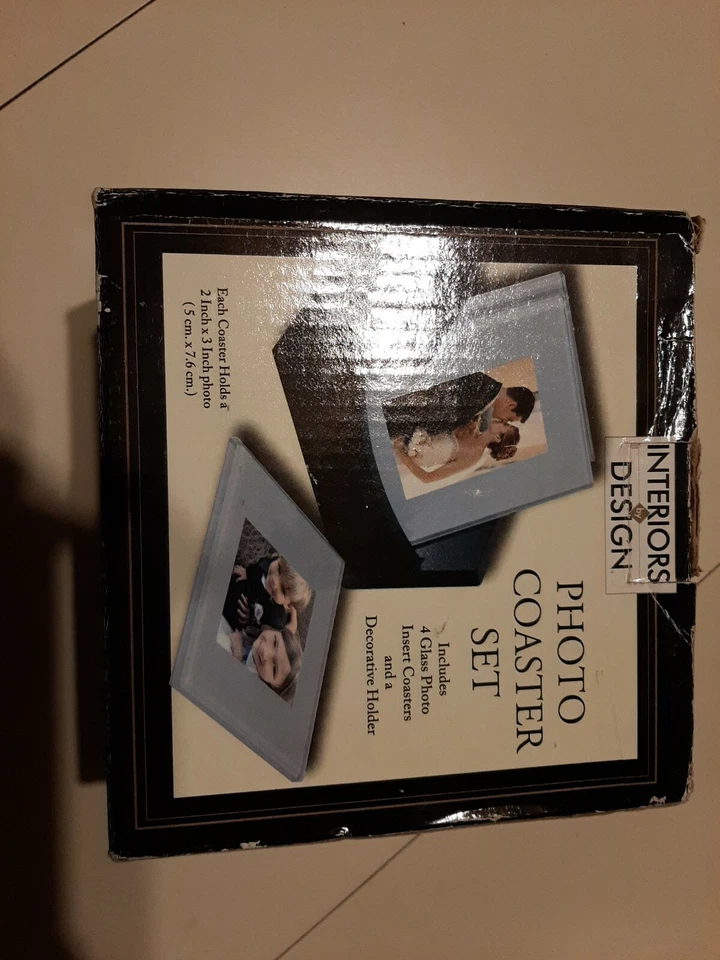 INTERIORS
by
DESIGN
PHOTO
COASTER
SET
Includes
4 Glass Photo
Insert Coasters
and a
Decorative Holder
Each Coaster Holds a
2 Inch x 3 Inch photo
( 5 cm. x 7.6 cm.)